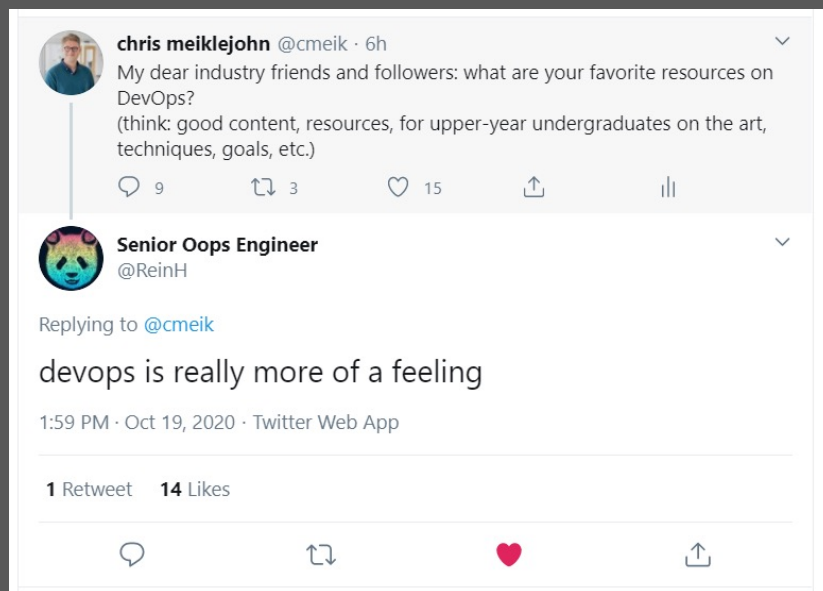 chris meiklejohn @cmeik · 6h
My dear industry friends and followers: what are your favorite resources on
DevOps?
(think: good content, resources, for upper-year undergraduates on the art,
techniques, goals, etc.)
9 3 15
Senior Oops Engineer
@ReinH
Replying to @cmeik
devops is really more of a feeling
1:59 PM · Oct 19, 2020 · Twitter Web App
1 Retweet 14 Likes